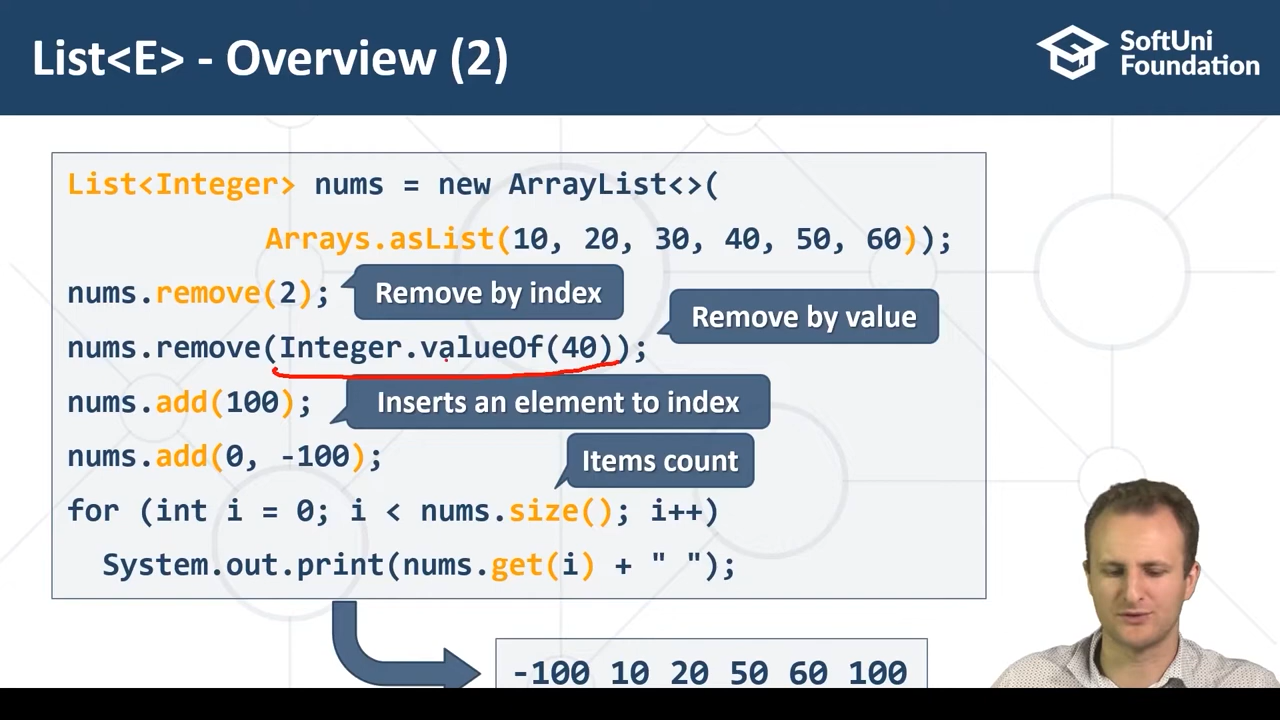 List<E> - Overview (2)
SoftUni
Foundation
List<Integer> nums = new ArrayList<>(
Arrays.asList(10, 20, 30, 40, 50, 60));
nums.remove(2);
Remove by index
Remove by value
nums.remove(Integer.valueOf(40));
nums.add(100);
Inserts an element to index
nums.add(0, -100);
Items count
for (int i = 0; i < nums.size(); i++)
System.out.print(nums.get(i) + " ");
-100 10 20 50 60 100